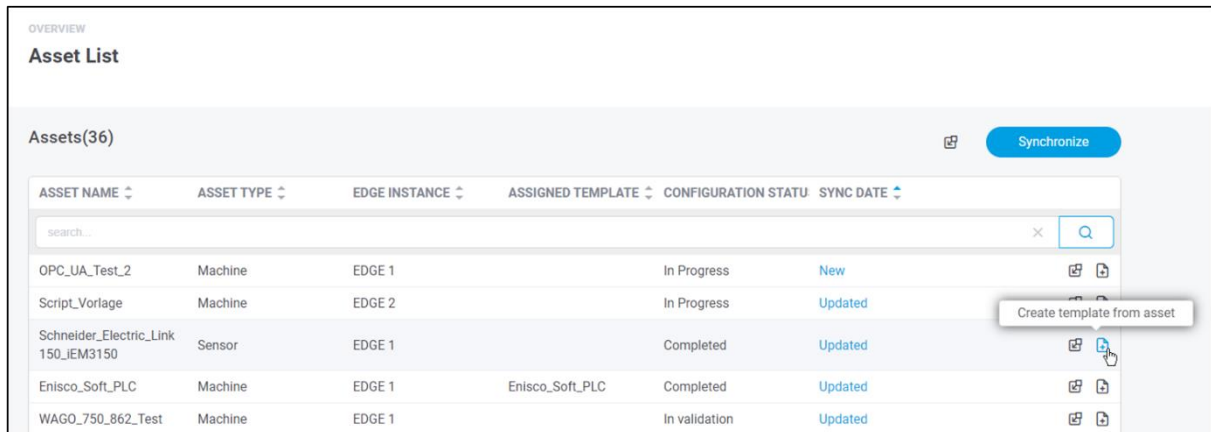 OVERVIEW
Asset List
Assets(36)
Synchronize
ASSET NAME ASSET TYPE EDGE INSTANCE ASSIGNED TEMPLATE CONFIGURATION STATU SYNC DATE
search...
OPC_UA_Test_2 Machine EDGE 1 In Progress New
Script_Vorlage Machine EDGE 2 In Progress Updated
Create template from asset
Schneider_Electric_Link
150_iEM3150 Sensor EDGE 1 Completed Updated
Enisco_Soft_PLC Machine EDGE 1 Enisco_Soft_PLC Completed Updated
WAGO_750_862_Test Machine EDGE 1 In validation Updated